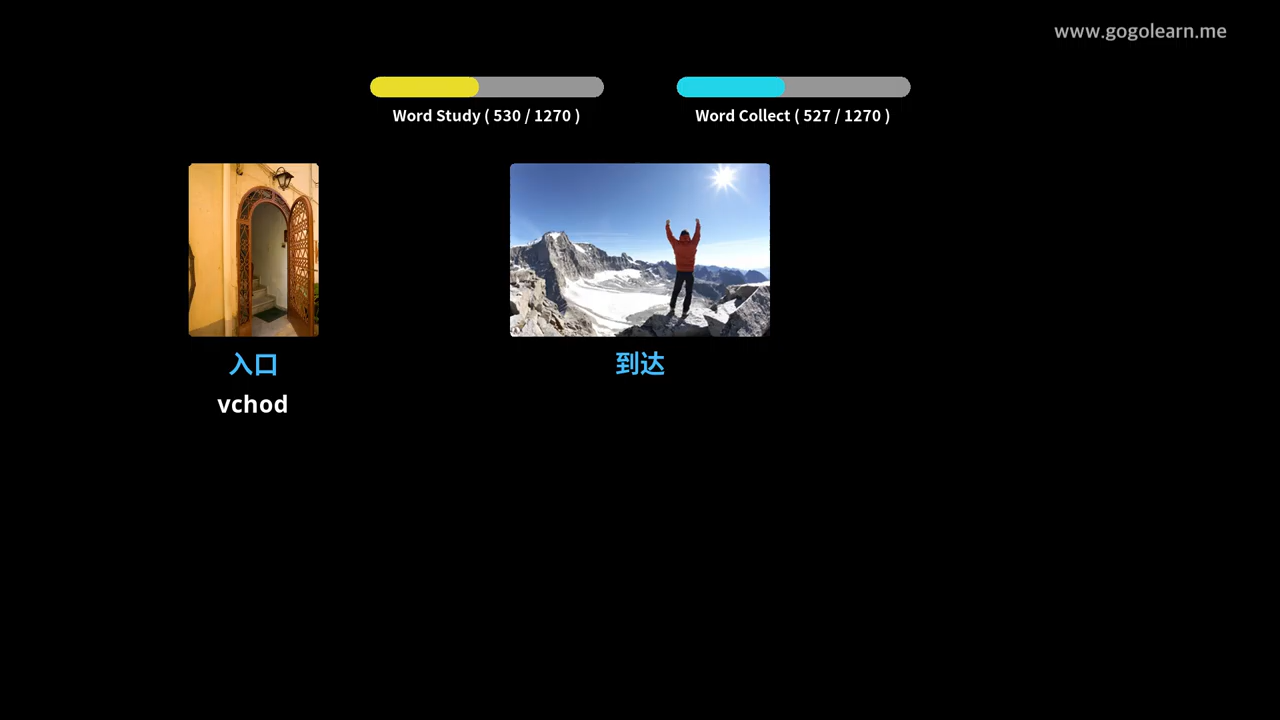 www.gogolearn.me
Word Study ( 530 / 1270 )
Word Collect ( 527 / 1270 )
入口
vchod
到达